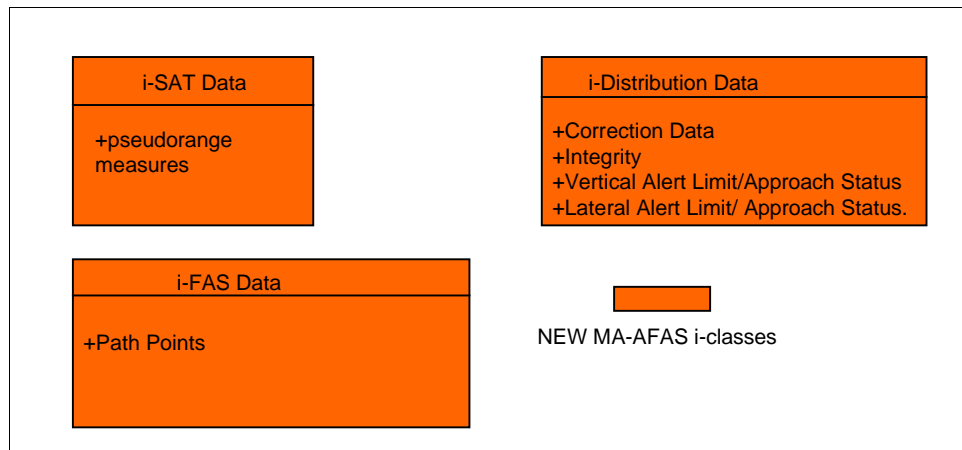 i-SAT Data
+pseudorange
measures
i-Distribution Data
+Correction Data
+Integrity
+Vertical Alert Limit/Approach Status
+Lateral Alert Limit/ Approach Status.
i-FAS Data
+Path Points
NEW MA-AFAS i-classes